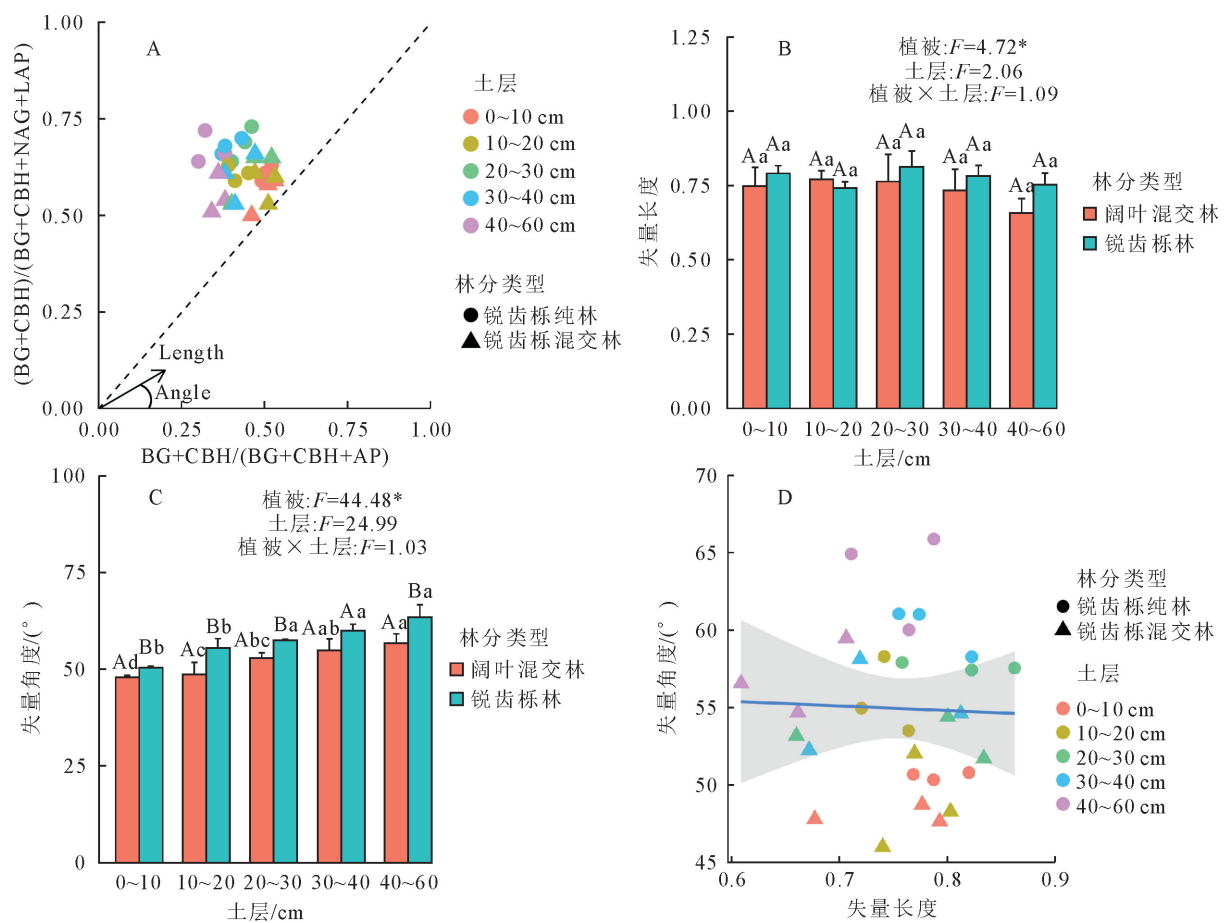 A
(BG+CBH)/(BG+CBH+NAG+LAP)
1.00
0.75
0.50
0.25
0.00
Length
Angle
0.00 0.25 0.50 0.75 1.00
BG+CBH/(BG+CBH+AP)
土层
0~10 cm
10~20 cm
20~30 cm
30~40 cm
40~60 cm
林分类型
锐齿栎纯林
锐齿栎混交林
B
植被:F=4.72*
土层:F=2.06
植被×土层:F=1.09
失量长度
1.25
1.00
0.75
0.50
0.25
0.00
Aa Aa Aa Aa Aa Aa Aa Aa Aa Aa
0~10 10~20 20~30 30~40 40~60
土层/cm
林分类型
阔叶混交林
锐齿栎林
C
植被:F=44.48*
土层:F=24.99
植被×土层:F=1.03
失量角度/(°)
100
75
50
25
0
Ad Bb Ac Bb Abc Ba Aab Aa Aa Ba
0~10 10~20 20~30 30~40 40~60
土层/cm
林分类型
阔叶混交林
锐齿栎林
D
失量角度/(°)
70
65
60
55
50
45
0.6 0.7 0.8 0.9
失量长度
林分类型
锐齿栎纯林
锐齿栎混交林
土层
0~10 cm
10~20 cm
20~30 cm
30~40 cm
40~60 cm